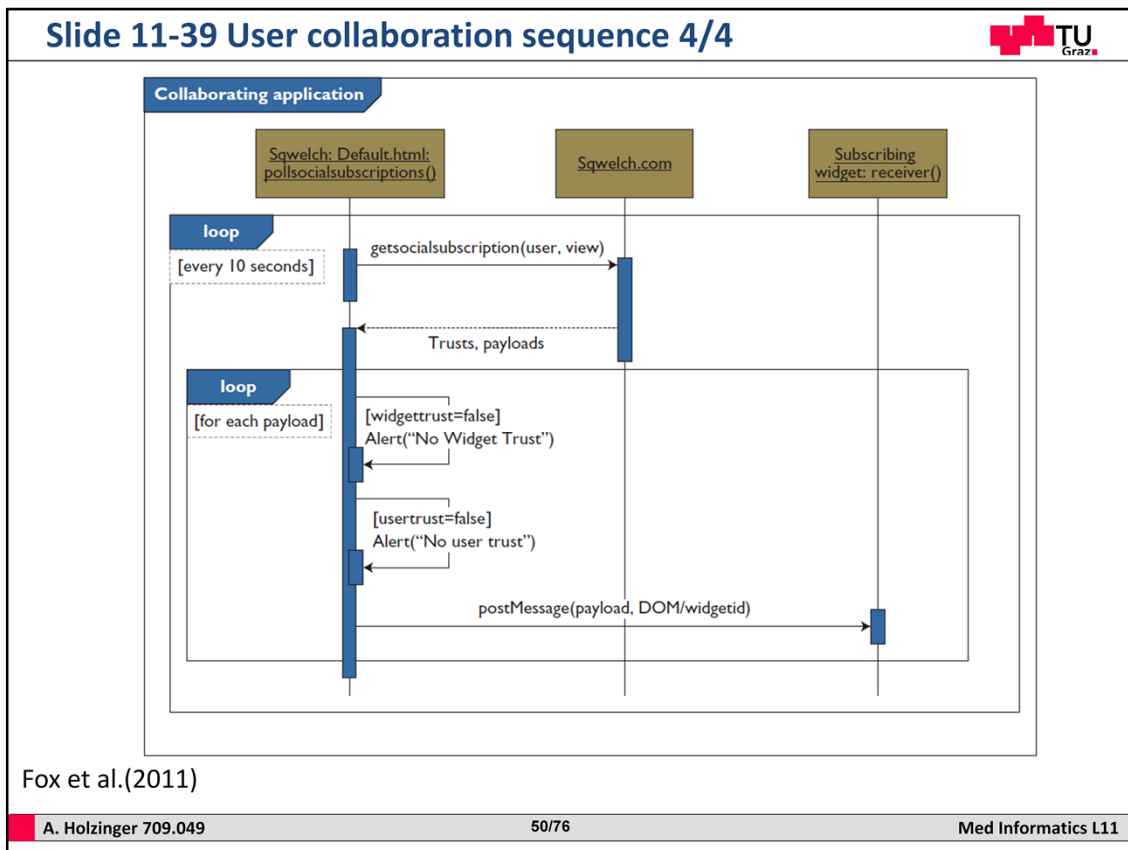 Slide 11-39 User collaboration sequence 4/4
TU
Graz
Collaborating application
Sqwelch: Default.html:
pollsocialsubscriptions()
Sqwelch.com
Subscribing
widget: receiver()
loop
[every 10 seconds]
getsocialsubscription(user, view)
Trusts, payloads
loop
[for each payload]
[widgettrust=false]
Alert(“No Widget Trust”)
[usertrust=false]
Alert(“No user trust”)
postMessage(payload, DOM/widgetid)
Fox et al.(2011)
A. Holzinger 709.049
50/76
Med Informatics L11